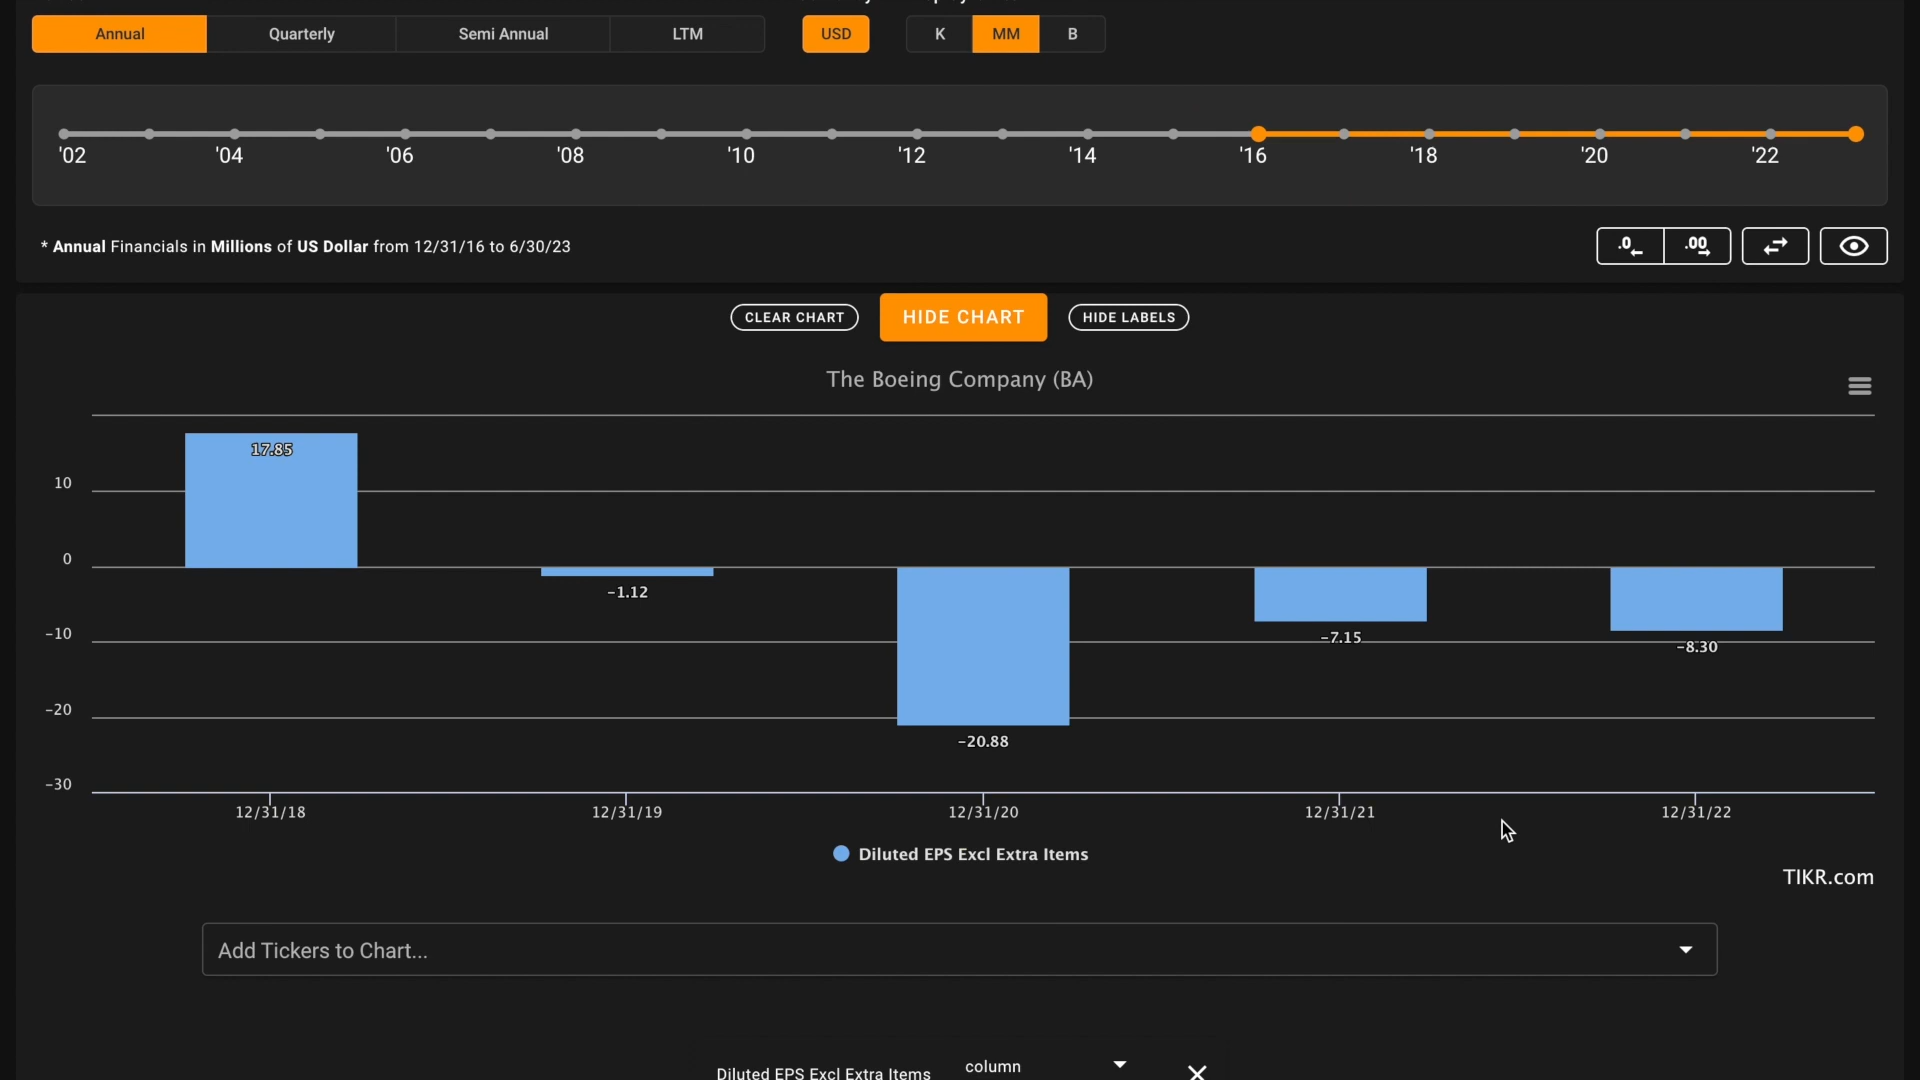 Annual Quarterly Semi Annual LTM USD K MM B
'02 '04 '06 '08 '10 '12 '14 '16 '18 '20 '22
* Annual Financials in Millions of US Dollar from 12/31/16 to 6/30/23 .0 .00
CLEAR CHART HIDE CHART HIDE LABELS
The Boeing Company (BA)
17.85
10
0
-1.12
-10
-7.15
-8.30
-20
-20.88
-30
12/31/18 12/31/19 12/31/20 12/31/21 12/31/22
Diluted EPS Excl Extra Items
TIKR.com
Add Tickers to Chart...
Diluted EPS Excl Extra Items column